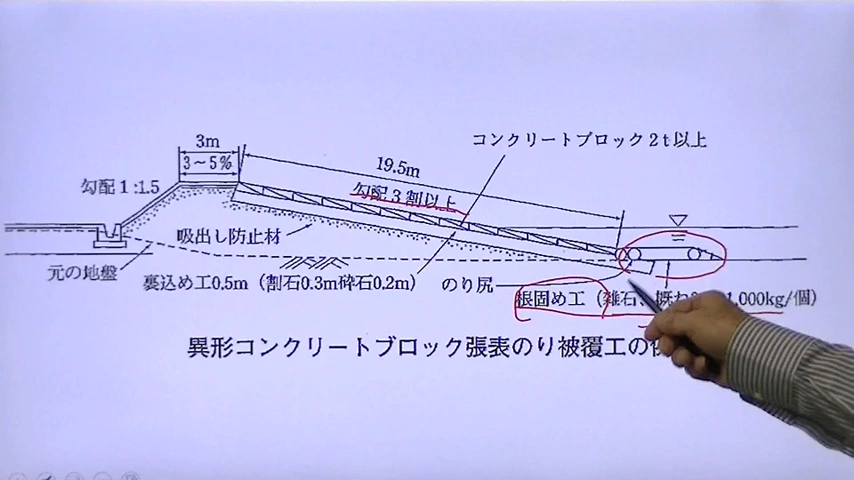 コンクリートブロック2t以上
3m
3~5%
19.5m
勾配3割以上
勾配1:1.5
吸出し防止材
元の地盤
裏込め工0.5m(割石0.3m砕石0.2m)
のり尻
根固め工(雑石、概ね 1,000kg/個)
異形コンクリートブロック張表のり被覆工の